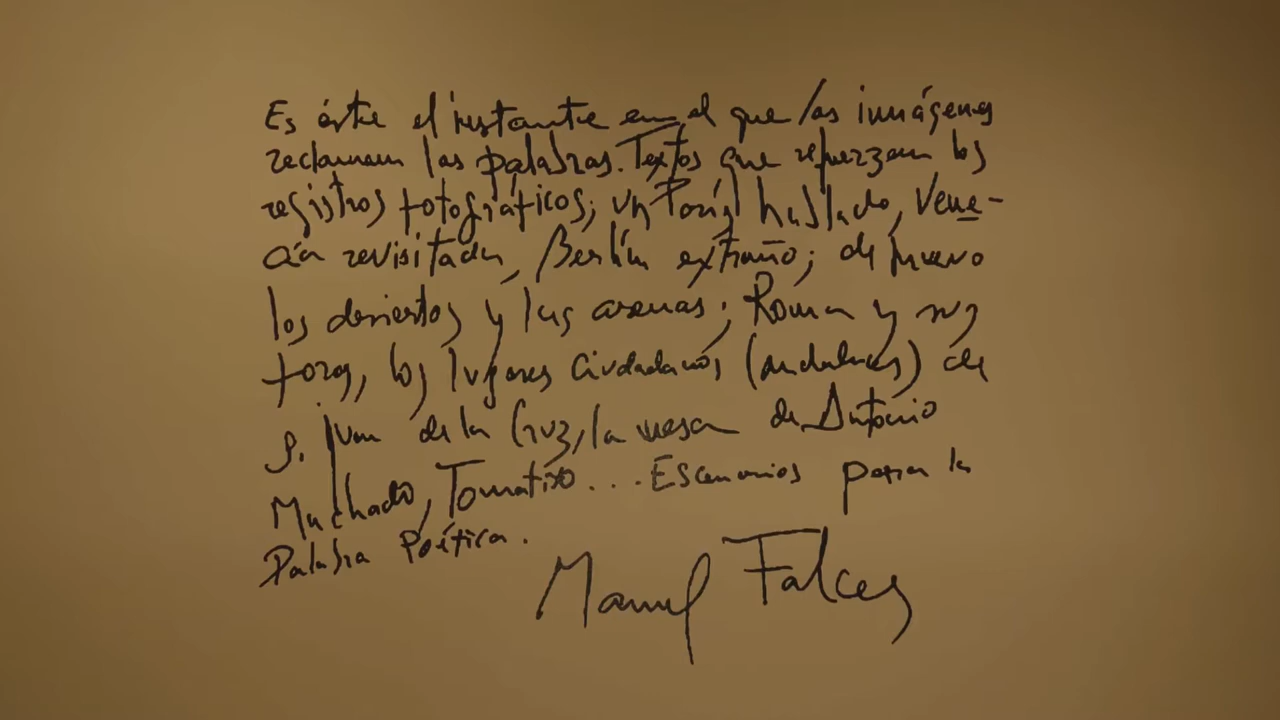 Es éste el instante en el que las imágenes
reclaman las palabras. Textos que refuerzan los
registros fotográficos; un París hallado, Vene-
cia revisitada, Berlín extraño; de nuevo
los desiertos y las arenas; Roma y sus
foros, los lugares ciudadanos (andaluces) de
S. Juan de la Cruz, la mesa de Antonio
Machado, Tomatito... Escenarios para la
Palabra Poética.
Manuel Falces